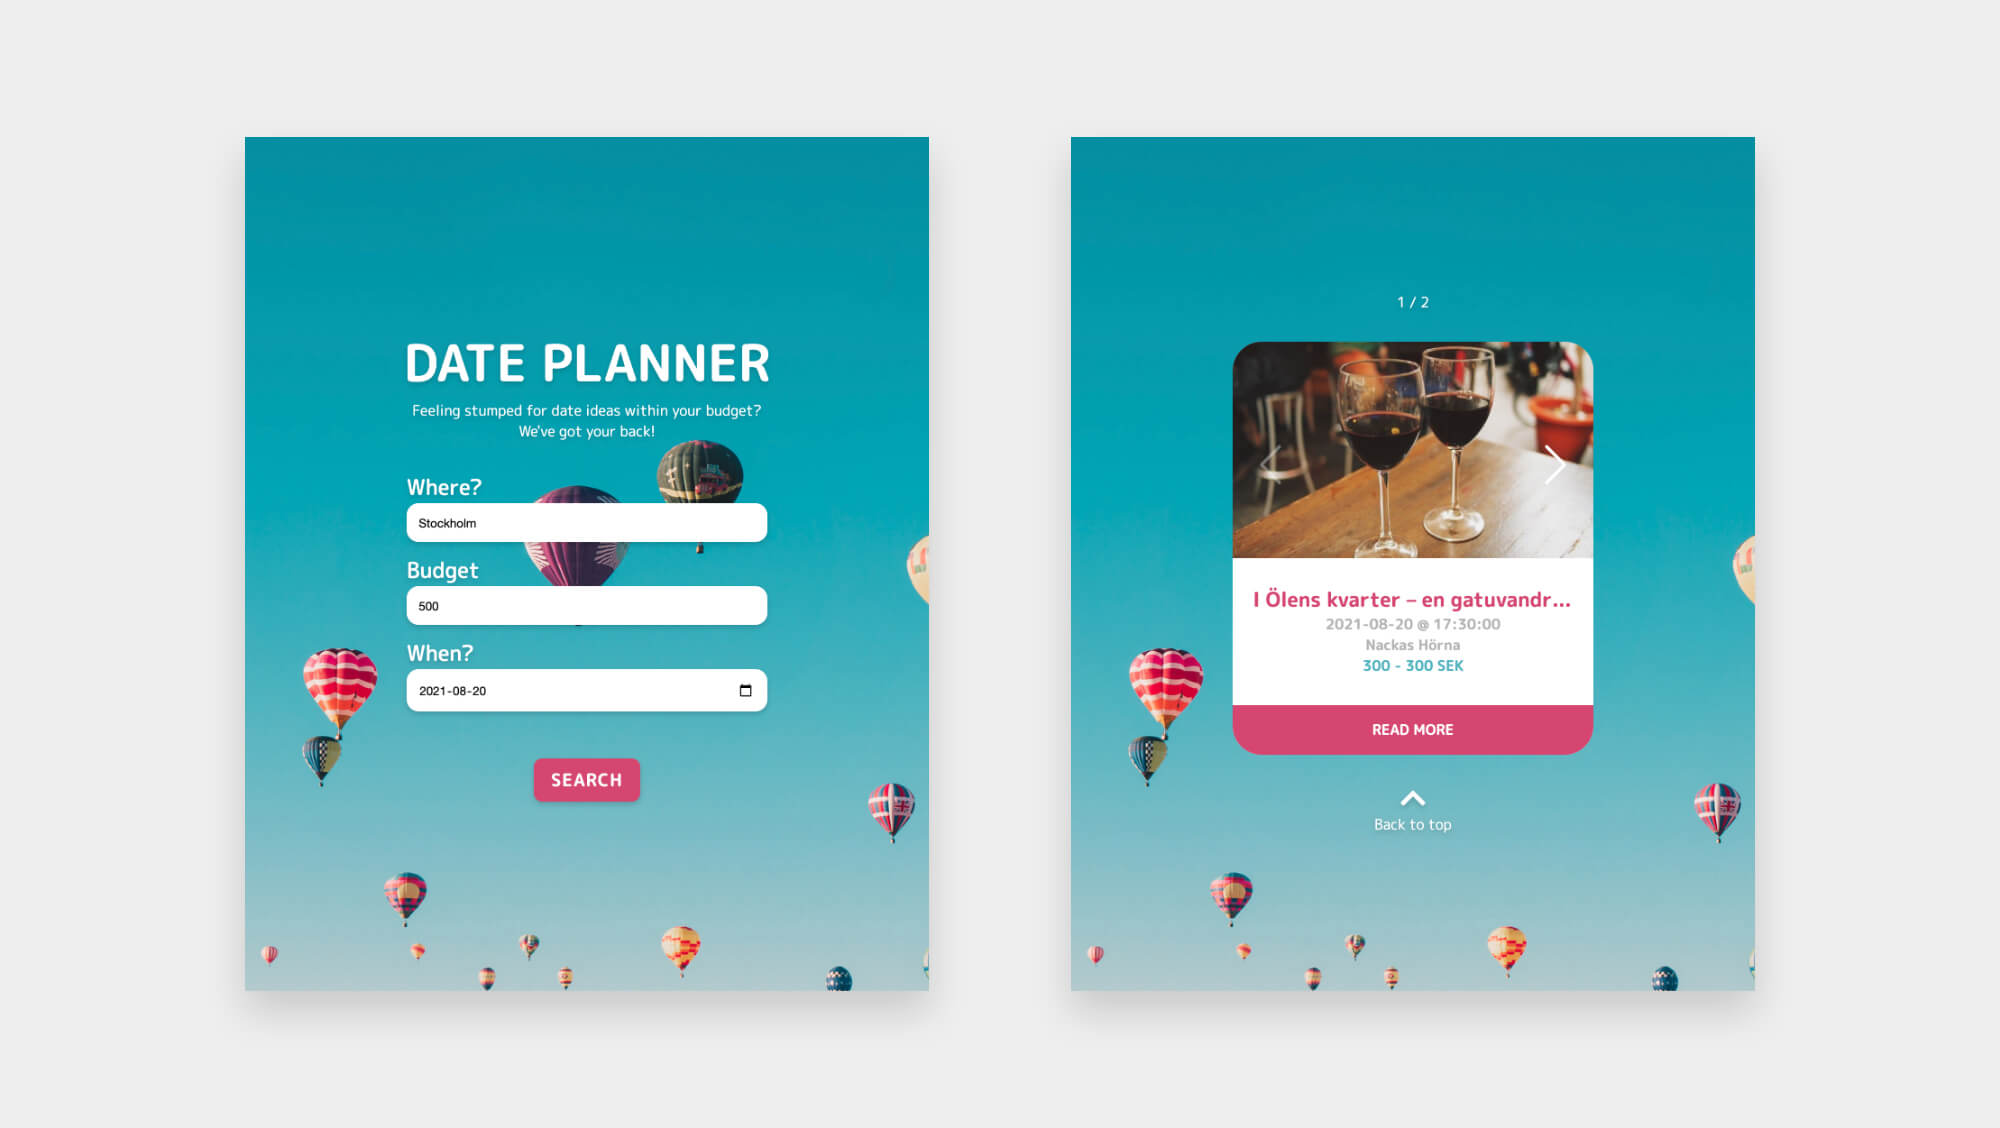 DATE PLANNER
Feeling stumped for date ideas within your budget?
We've got your back!
Where?
Stockholm
Budget
500
When?
2021-08-20
SEARCH
1 / 2
I Ölens kvarter – en gatuvandr...
2021-08-20 @ 17:30:00
Nackas Hörna
300 - 300 SEK
READ MORE
Back to top